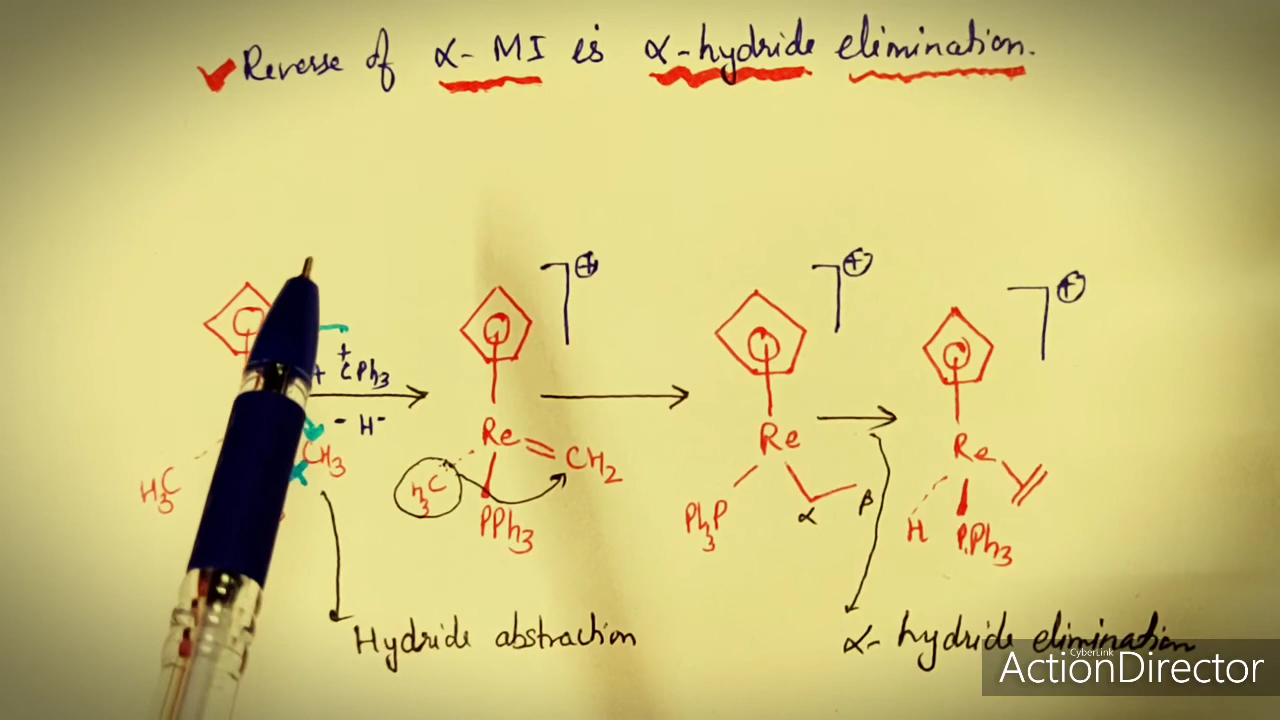 Reverse of α-MI is α-hydride elimination.
+ +CPh3
- H-
H3C
CH3
Re
CH2
H3C
PPh3
+
Re
Ph3P
α
β
+
Re
H
PPh3
+
Hydride abstraction
α- hydride elimination
CyberLink
ActionDirector